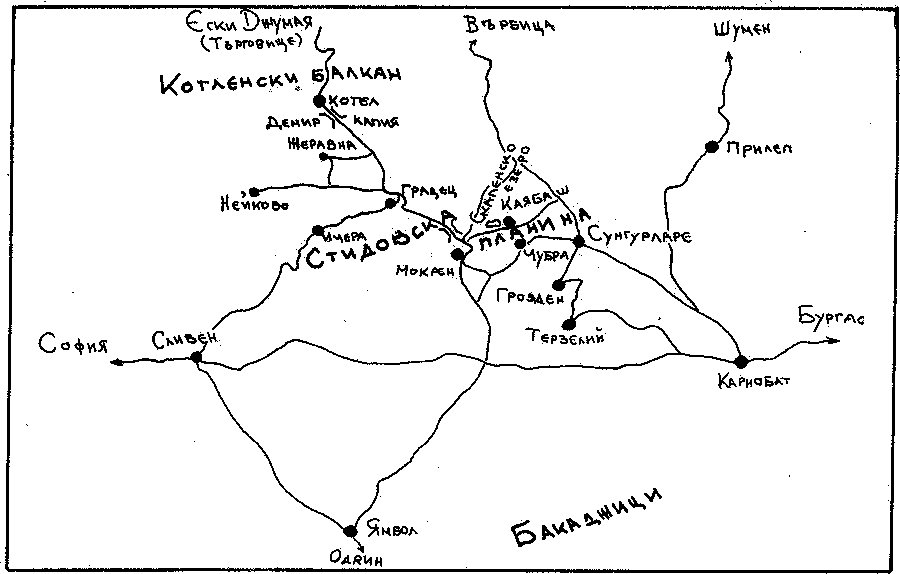 Ески Джумая
(Търговище)
Върбица
Шумен
Котленски Балкан
Котел
Демир капия
Жеравна
Прилеп
Скаленско езеро
Нейково
Градец
Каябаш
Ичера
Стидовска планина
Сунгурларе
Чубра
Мокрен
Грозден
Терзелий
Бургас
София
Сливен
Карнобат
Бакаджици
Ямбол
Одрин